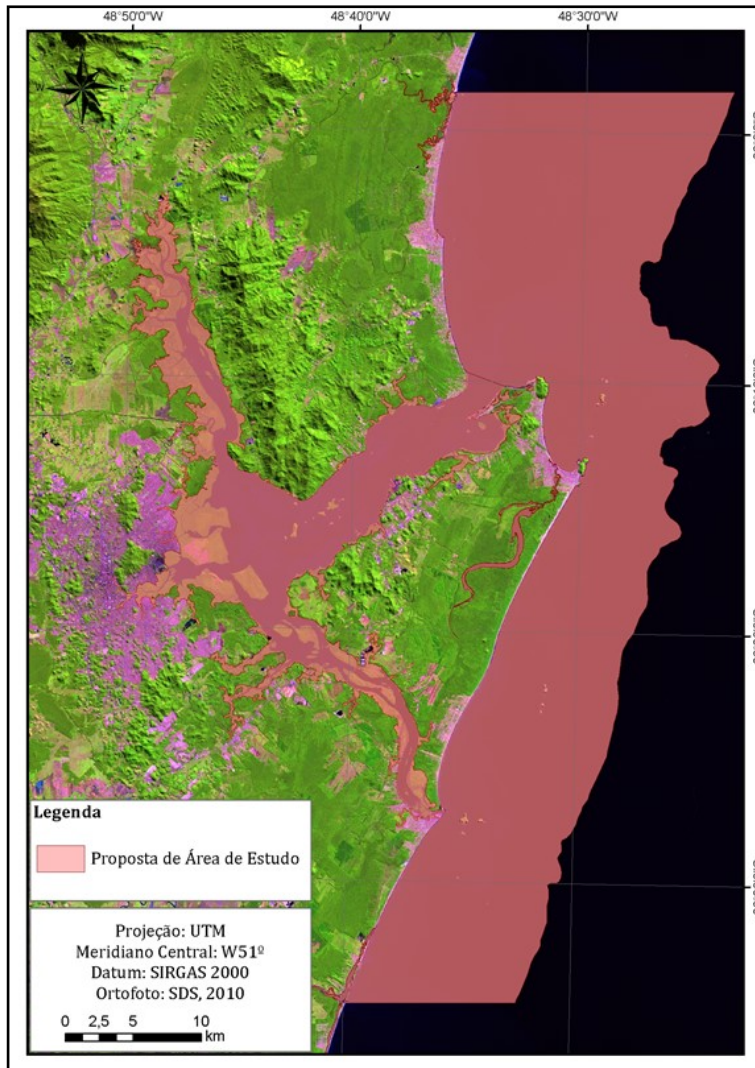 48°50'0"W 48°40'0"W 48°30'0"W
W E
S
Legenda
Proposta de Área de Estudo
Projeção: UTM
Meridiano Central: W51º
Datum: SIRGAS 2000
Ortofoto: SDS, 2010
0 2,5 5 10
km